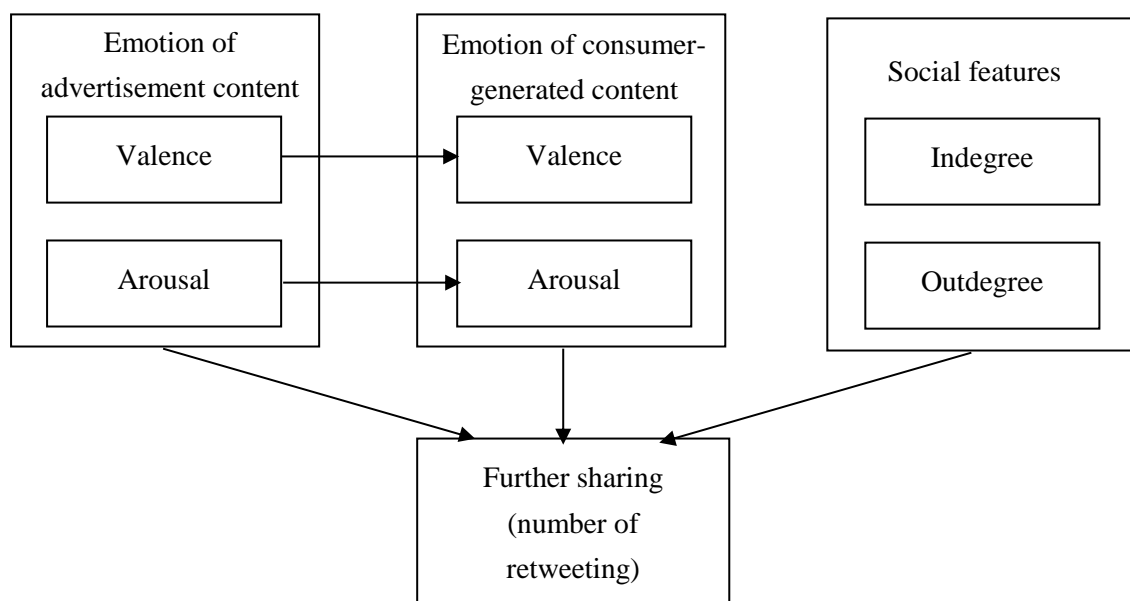 Emotion of
advertisement content
Valence
Arousal
Emotion of consumer-
generated content
Valence
Arousal
Social features
Indegree
Outdegree
Further sharing
(number of
retweeting)